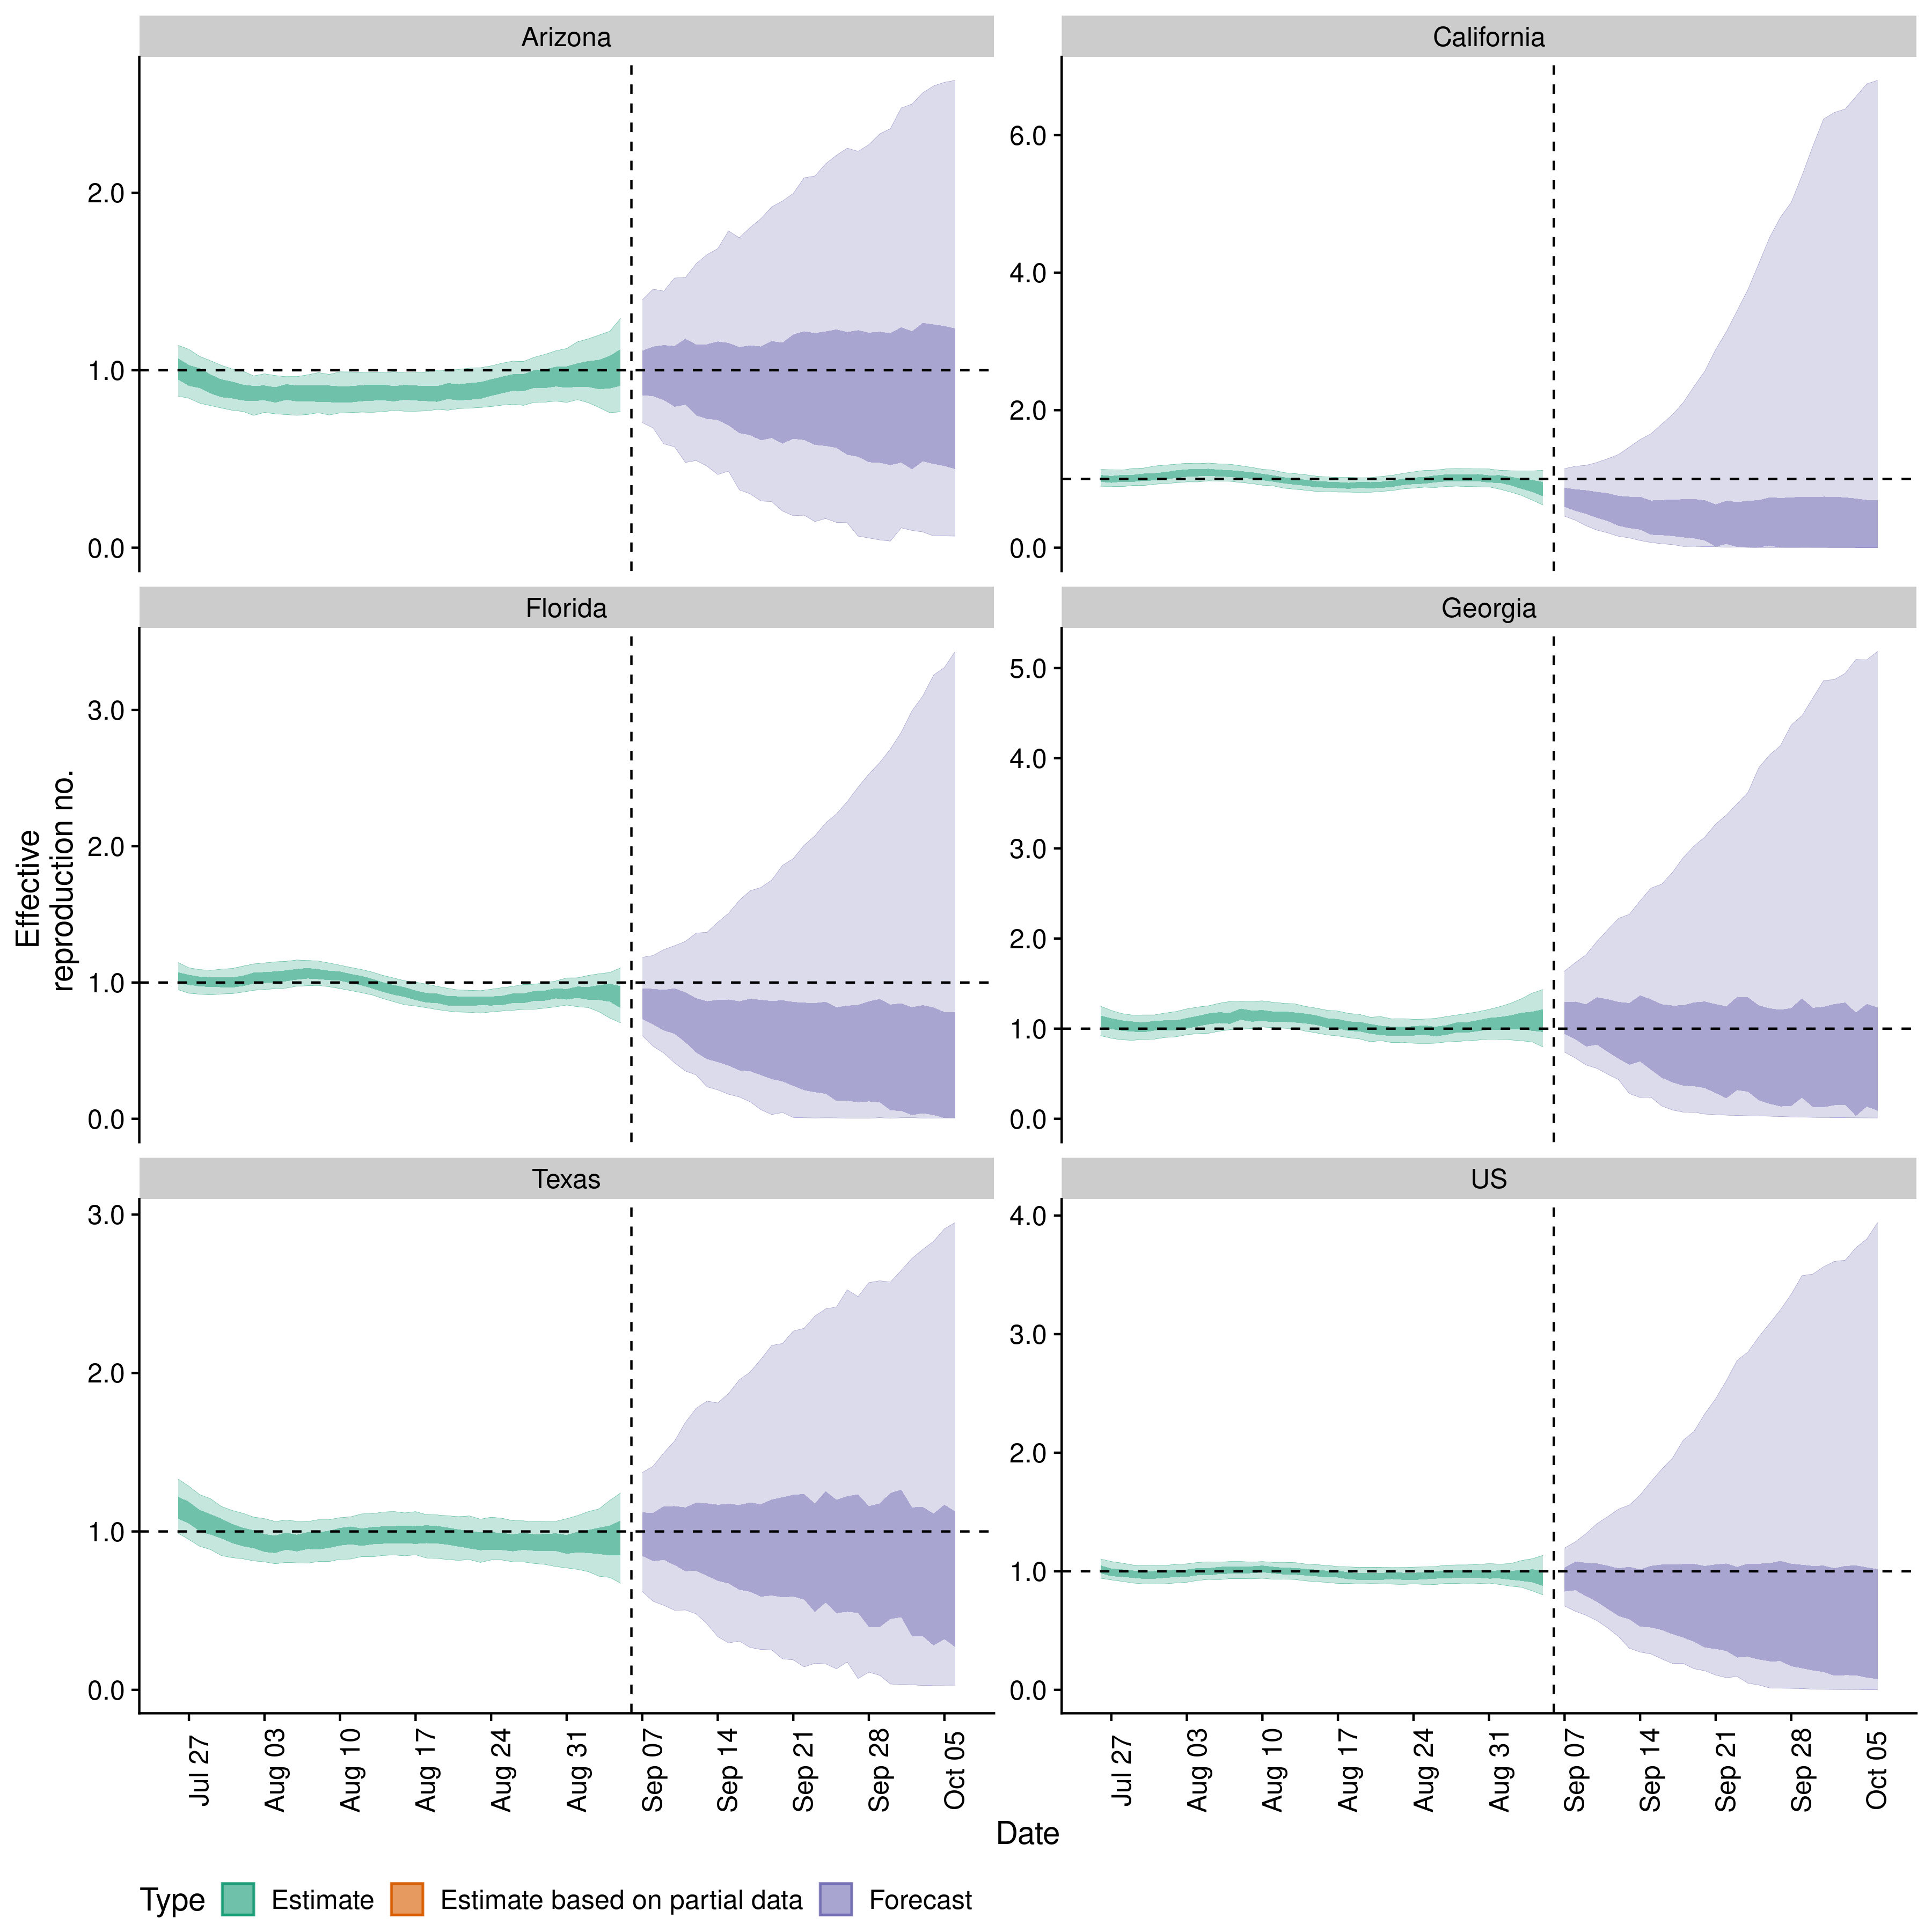 Arizona
California
2.0
1.0
0.0
6.0
4.0
2.0
0.0
Florida
Georgia
3.0
2.0
1.0
0.0
5.0
4.0
3.0
2.0
1.0
0.0
Texas
US
3.0
2.0
1.0
0.0
4.0
3.0
2.0
1.0
0.0
Effective
reproduction no.
Jul 27
Aug 03
Aug 10
Aug 17
Aug 24
Aug 31
Sep 07
Sep 14
Sep 21
Sep 28
Oct 05
Jul 27
Aug 03
Aug 10
Aug 17
Aug 24
Aug 31
Sep 07
Sep 14
Sep 21
Sep 28
Oct 05
Date
Type Estimate Estimate based on partial data Forecast